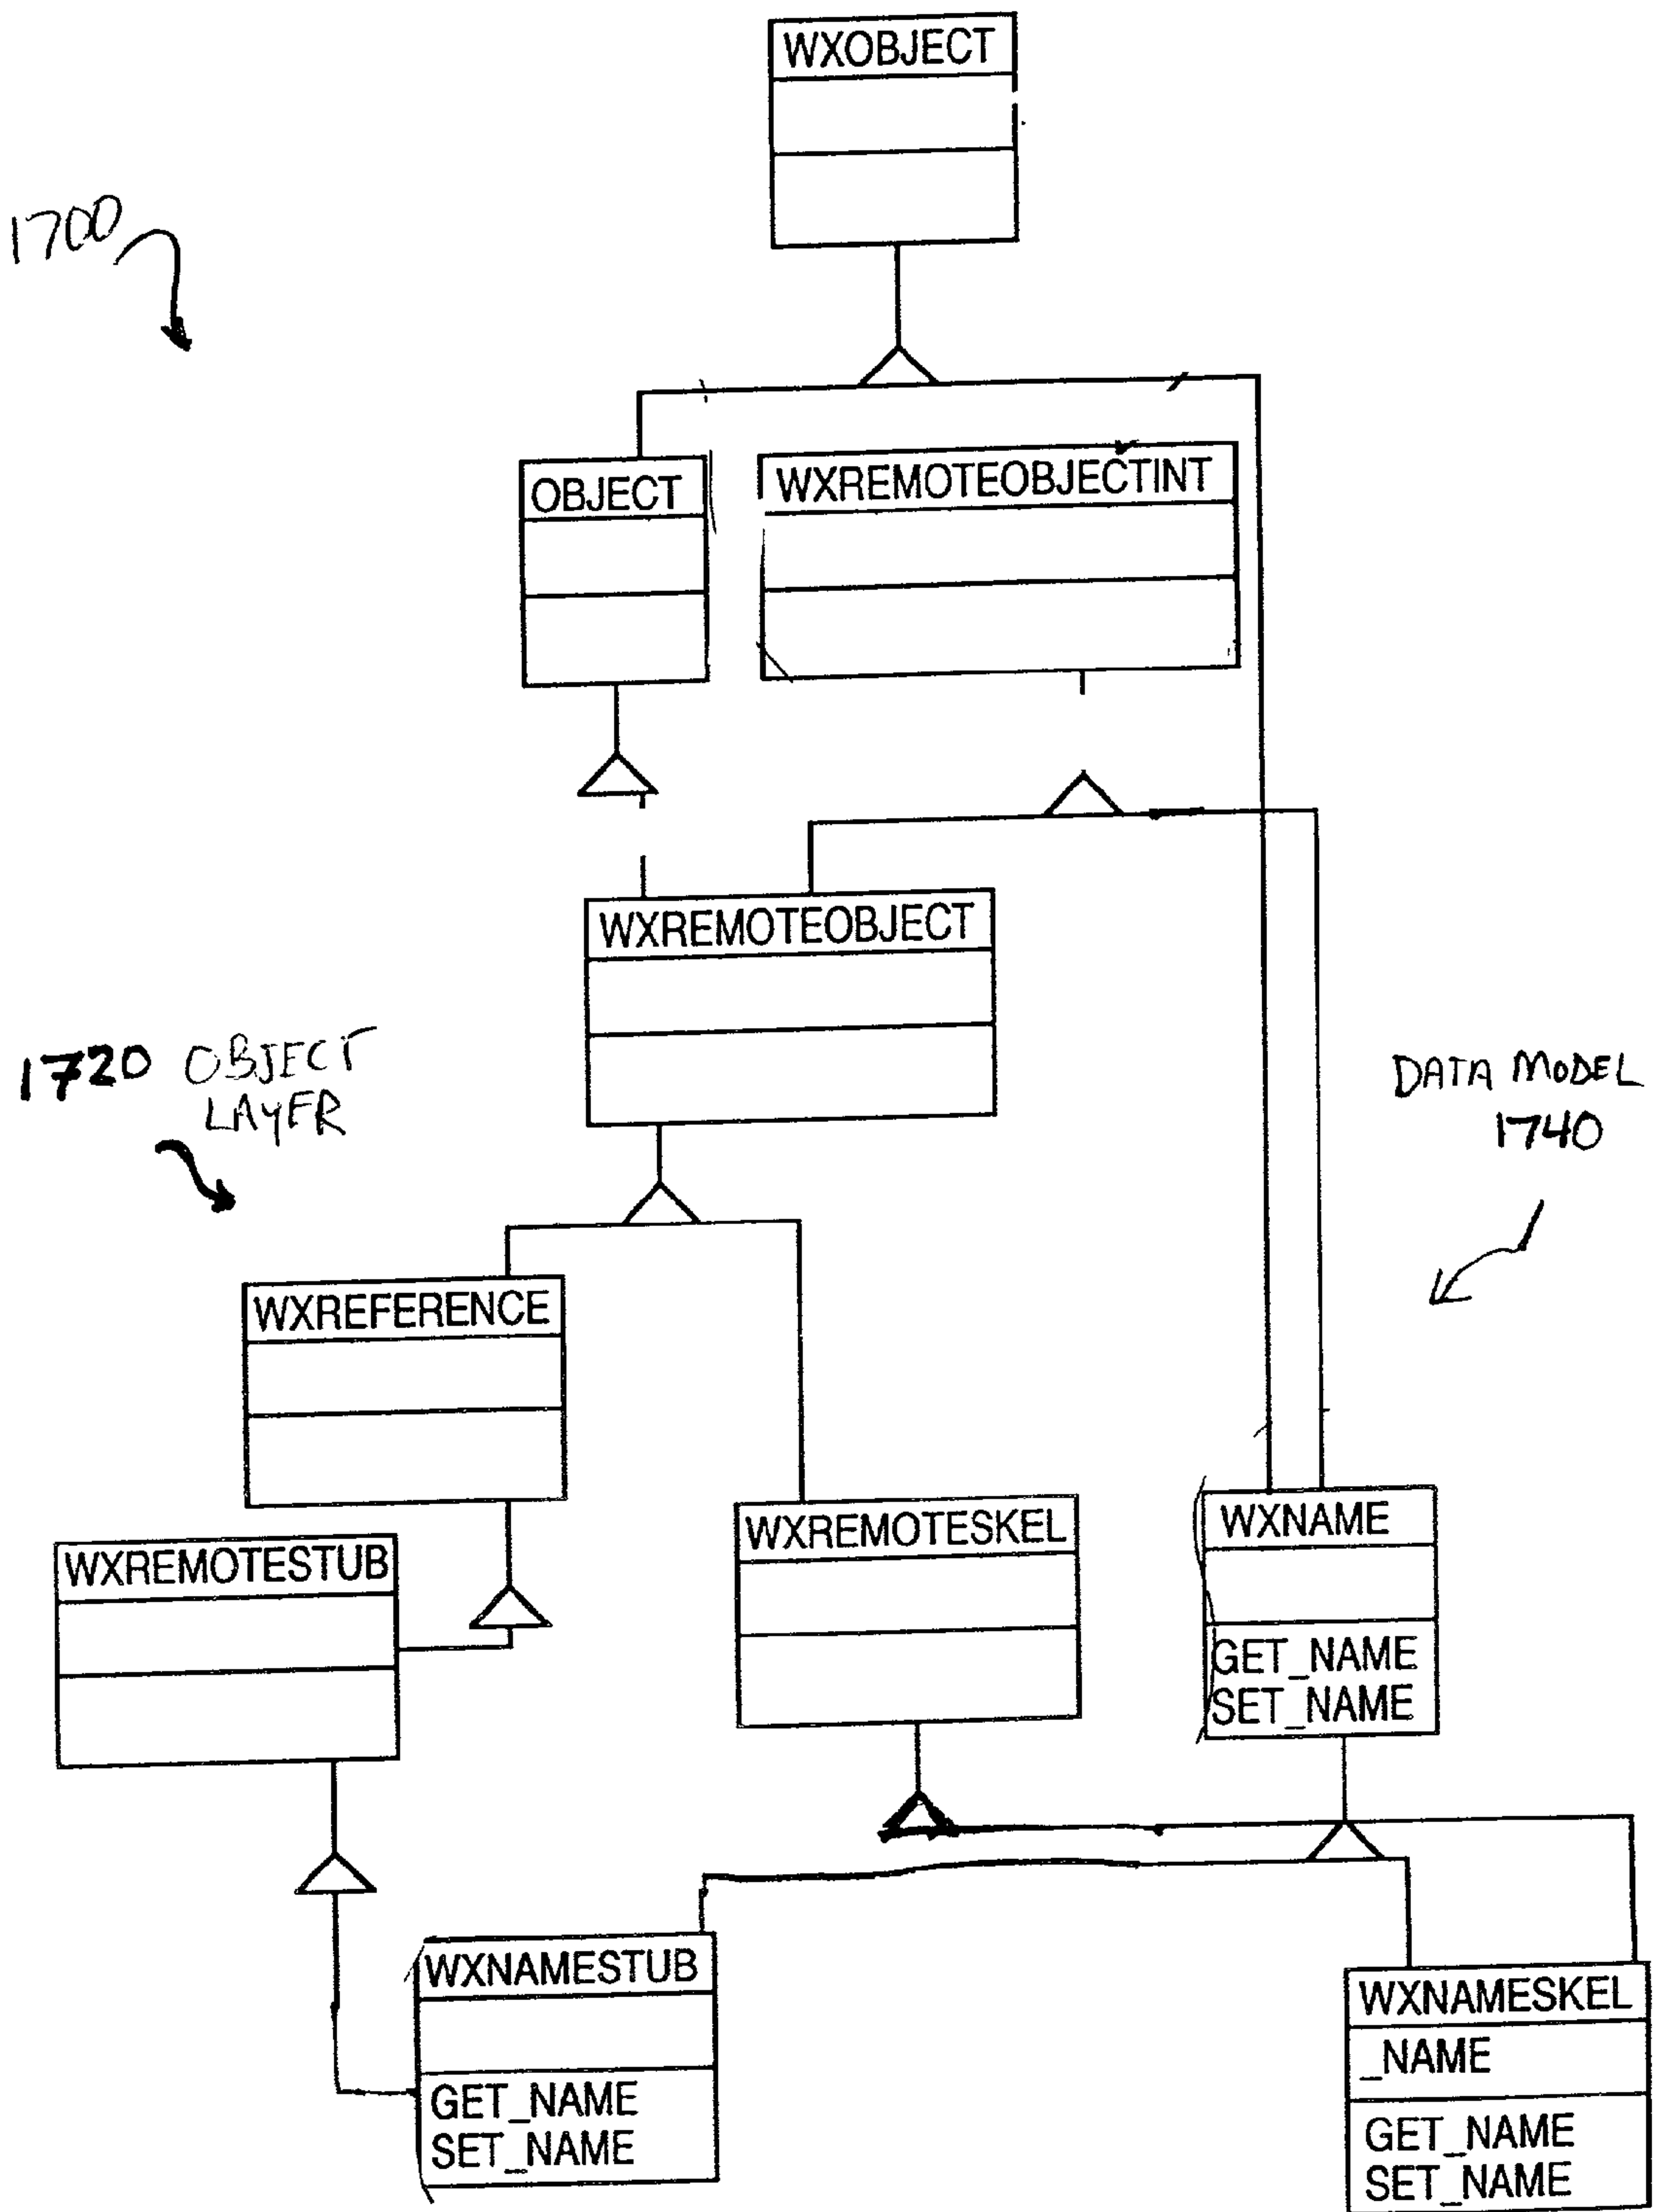 WXOBJECT
1700
OBJECT
WXREMOTEOBJECTINT
WXREMOTEOBJECT
1720 OBJECT
LAYER
DATA MODEL
1740
WXREFERENCE
WXREMOTESTUB
WXREMOTESKEL
WXNAME
GET_NAME
SET_NAME
WXNAMESTUB
GET_NAME
SET_NAME
WXNAMESKEL
_NAME
GET_NAME
SET_NAME